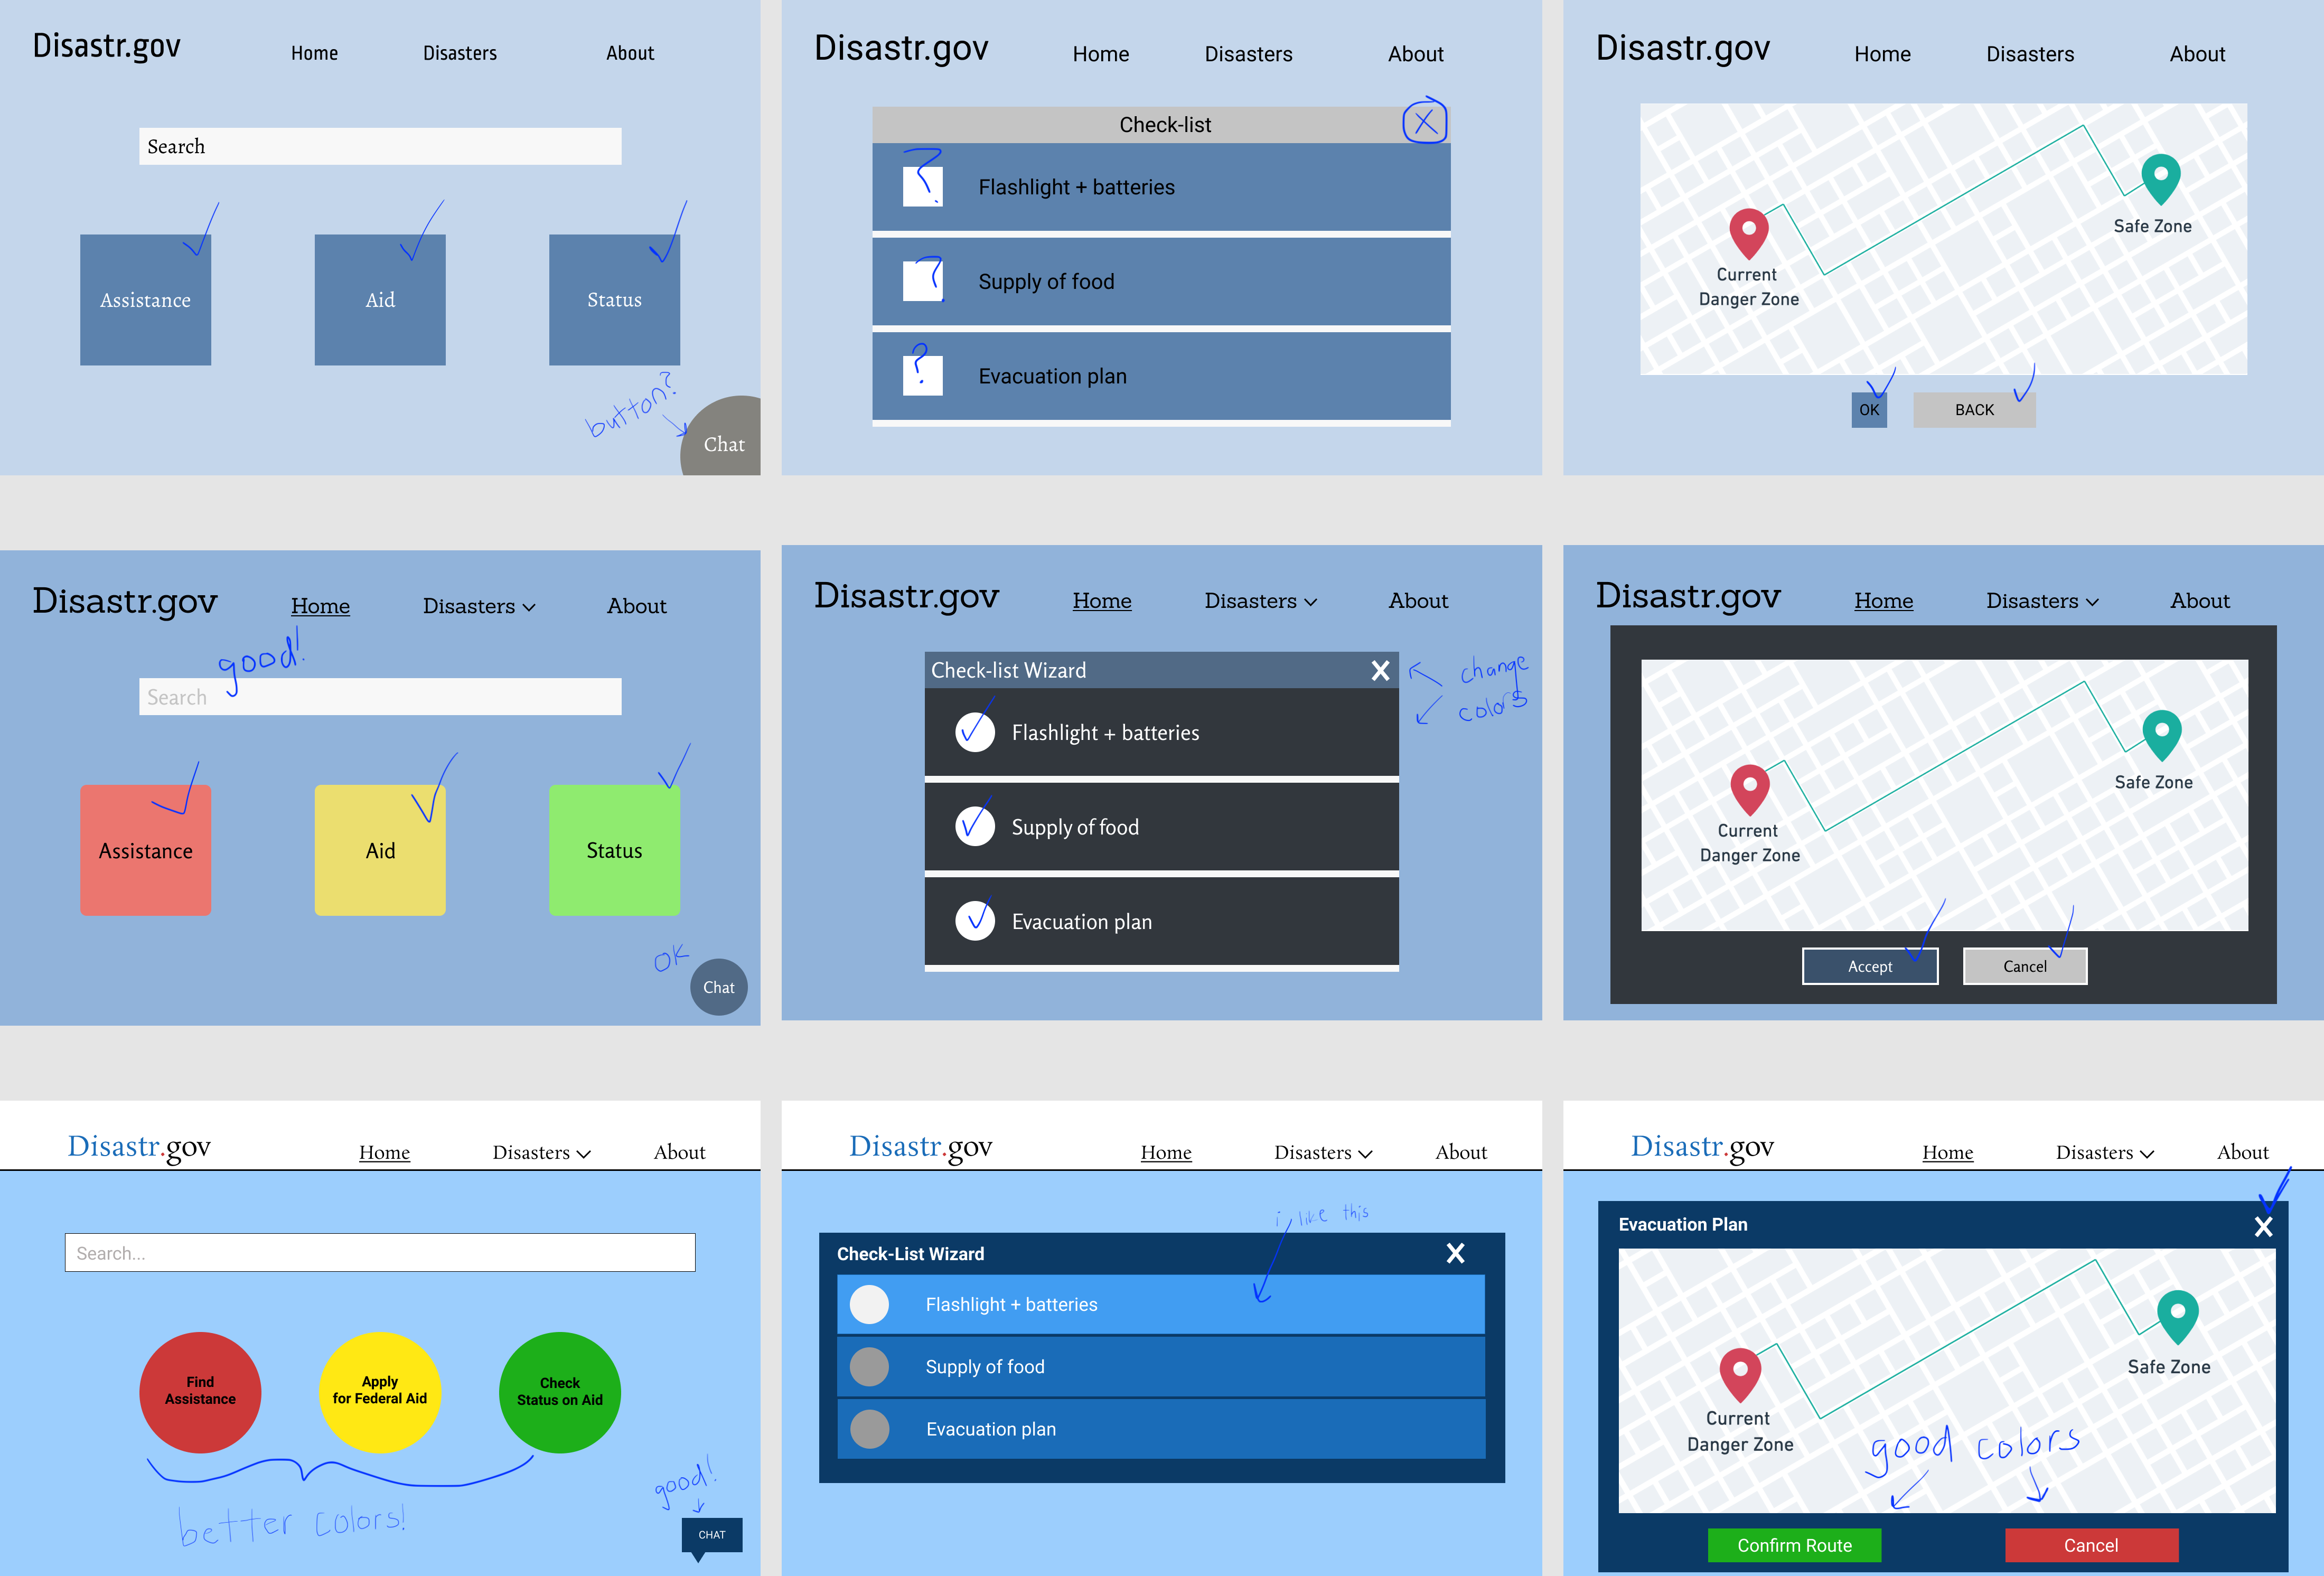 Disastr.gov
Home Disasters About
Search
Assistance Aid Status
button?
Chat
Disastr.gov
Home Disasters About
Check-list X
? Flashlight + batteries
? Supply of food
? Evacuation plan
Disastr.gov
Home Disasters About
Safe Zone
Current
Danger Zone
OK BACK
Disastr.gov
Home Disasters About
good!
Search
Assistance Aid Status
OK
Chat
Disastr.gov
Home Disasters About
Check-list Wizard X
change
colors
Flashlight + batteries
Supply of food
Evacuation plan
Disastr.gov
Home Disasters About
Safe Zone
Current
Danger Zone
Accept Cancel
Disastr.gov
Home Disasters About
Search...
Find
Assistance
Apply
for Federal Aid
Check
Status on Aid
better colors!
good!
CHAT
Disastr.gov
Home Disasters About
i like this
Check-List Wizard X
Flashlight + batteries
Supply of food
Evacuation plan
Disastr.gov
Home Disasters About
Evacuation Plan X
Safe Zone
Current
Danger Zone
good colors
Confirm Route Cancel